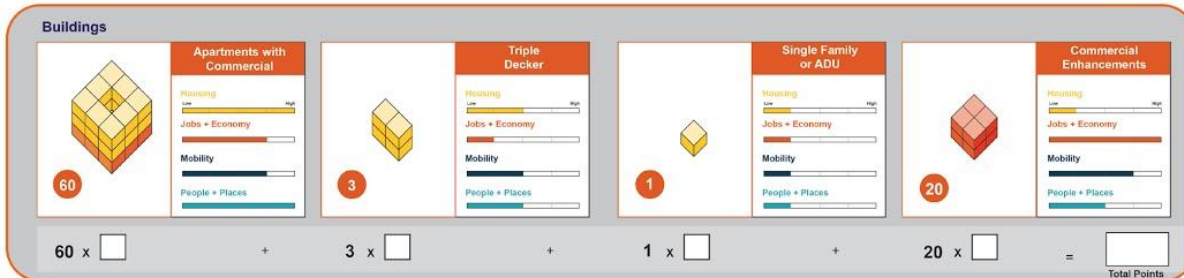 Buildings
Apartments with
Commercial
Housing
Low High
Jobs + Economy
Mobility
People + Places
60
Triple
Decker
Housing
Low High
Jobs + Economy
Mobility
People + Places
3
Single Family
or ADU
Housing
Low High
Jobs + Economy
Mobility
People + Places
1
Commercial
Enhancements
Housing
Low High
Jobs + Economy
Mobility
People + Places
20
60 x + 3 x + 1 x + 20 x =
Total Points